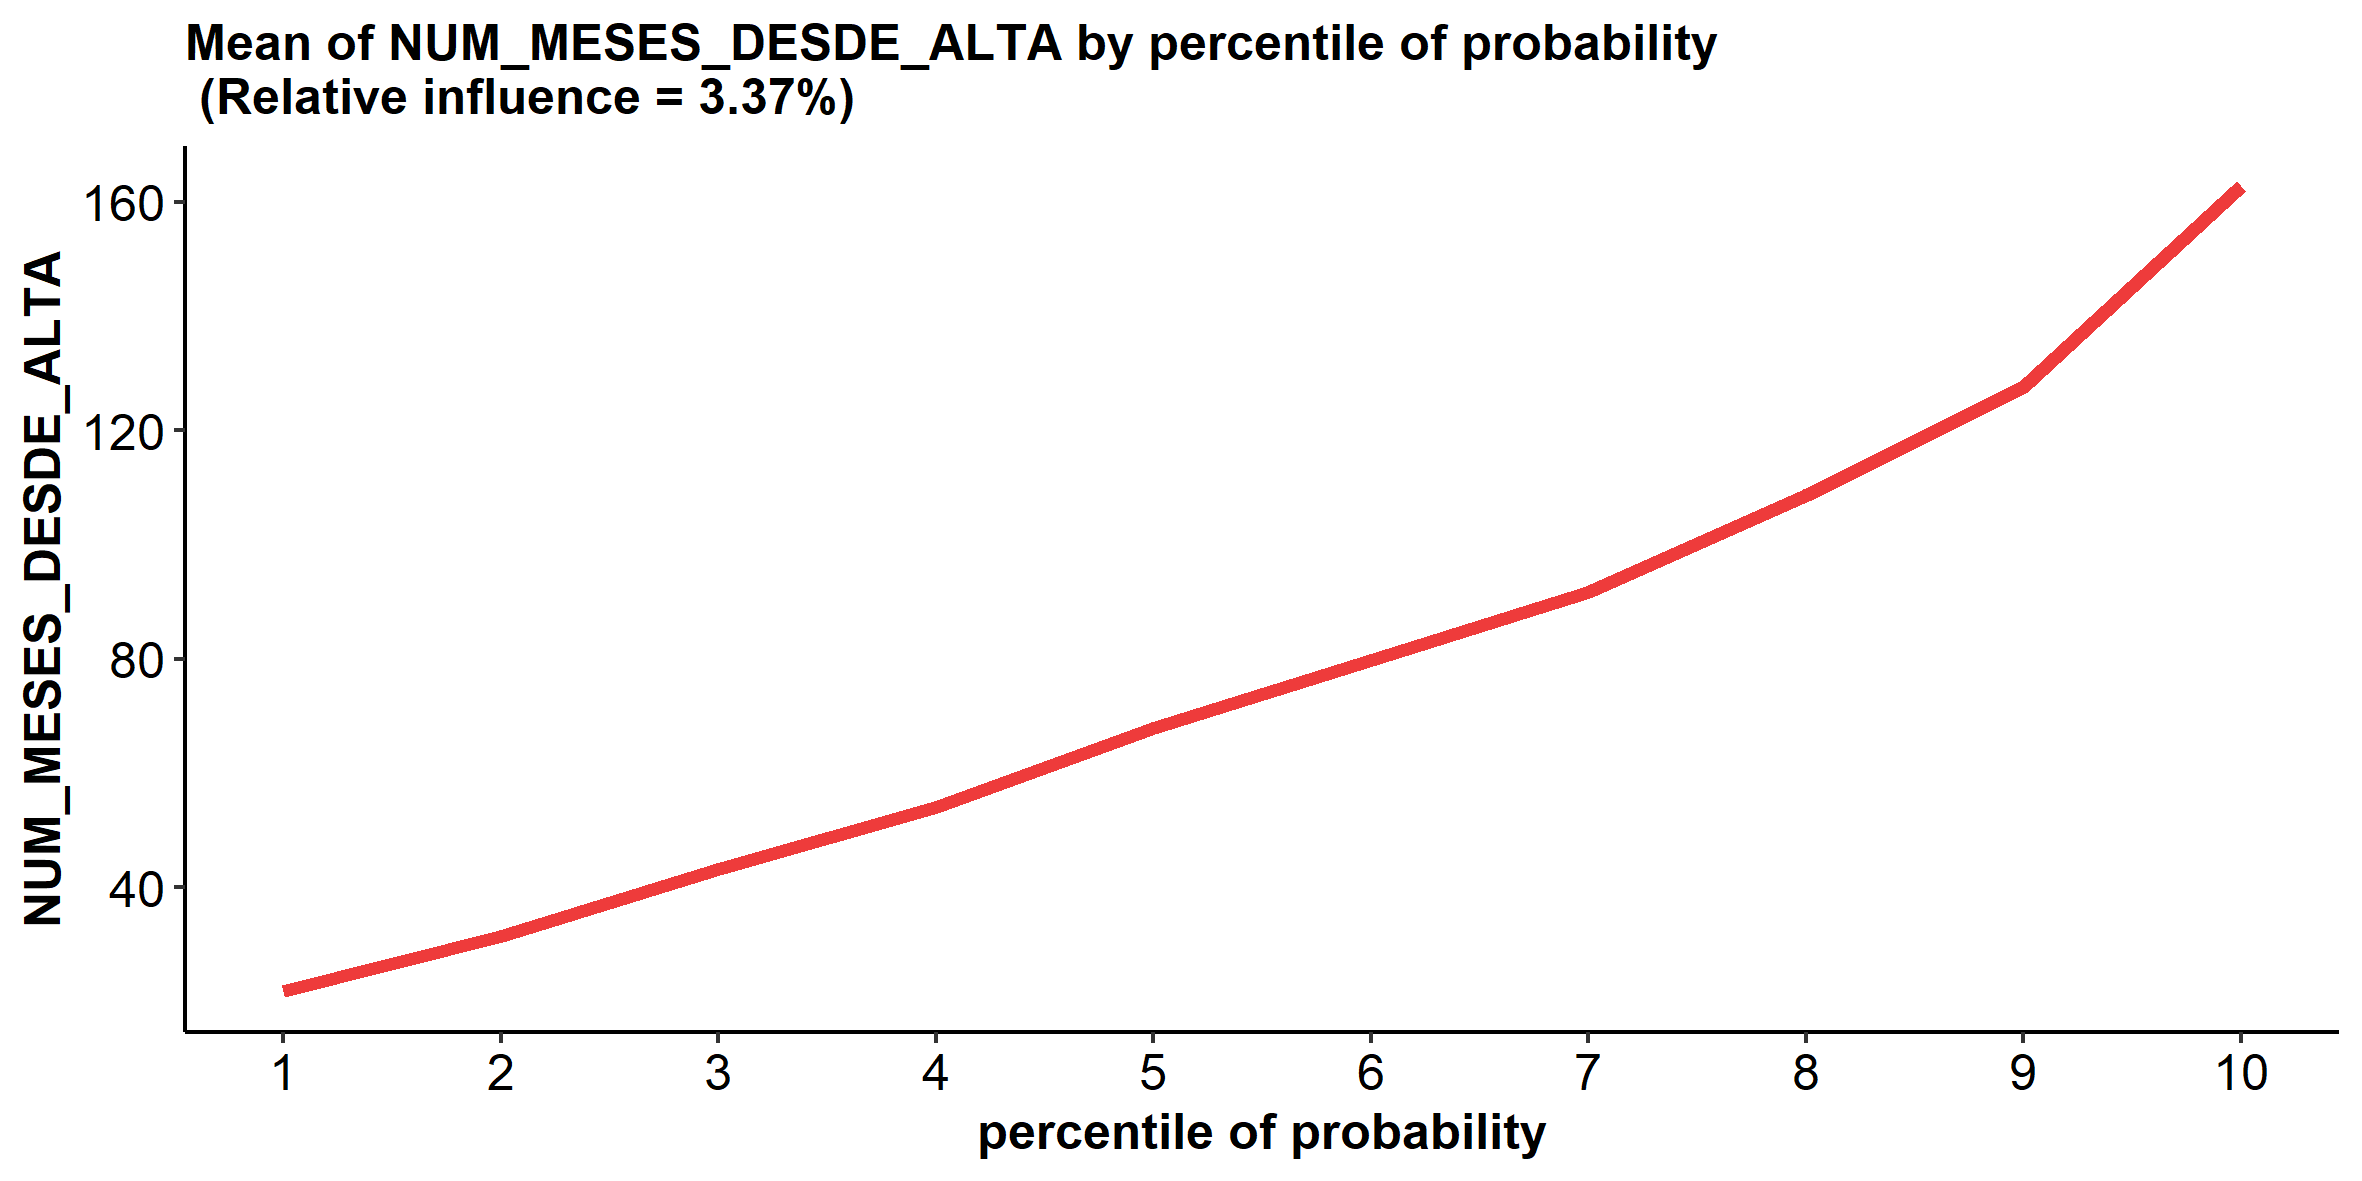 Mean of NUM_MESES_DESDE_ALTA by percentile of probability
(Relative influence = 3.37%)
NUM_MESES_DESDE_ALTA
160
120
80
40
1 2 3 4 5 6 7 8 9 10
percentile of probability